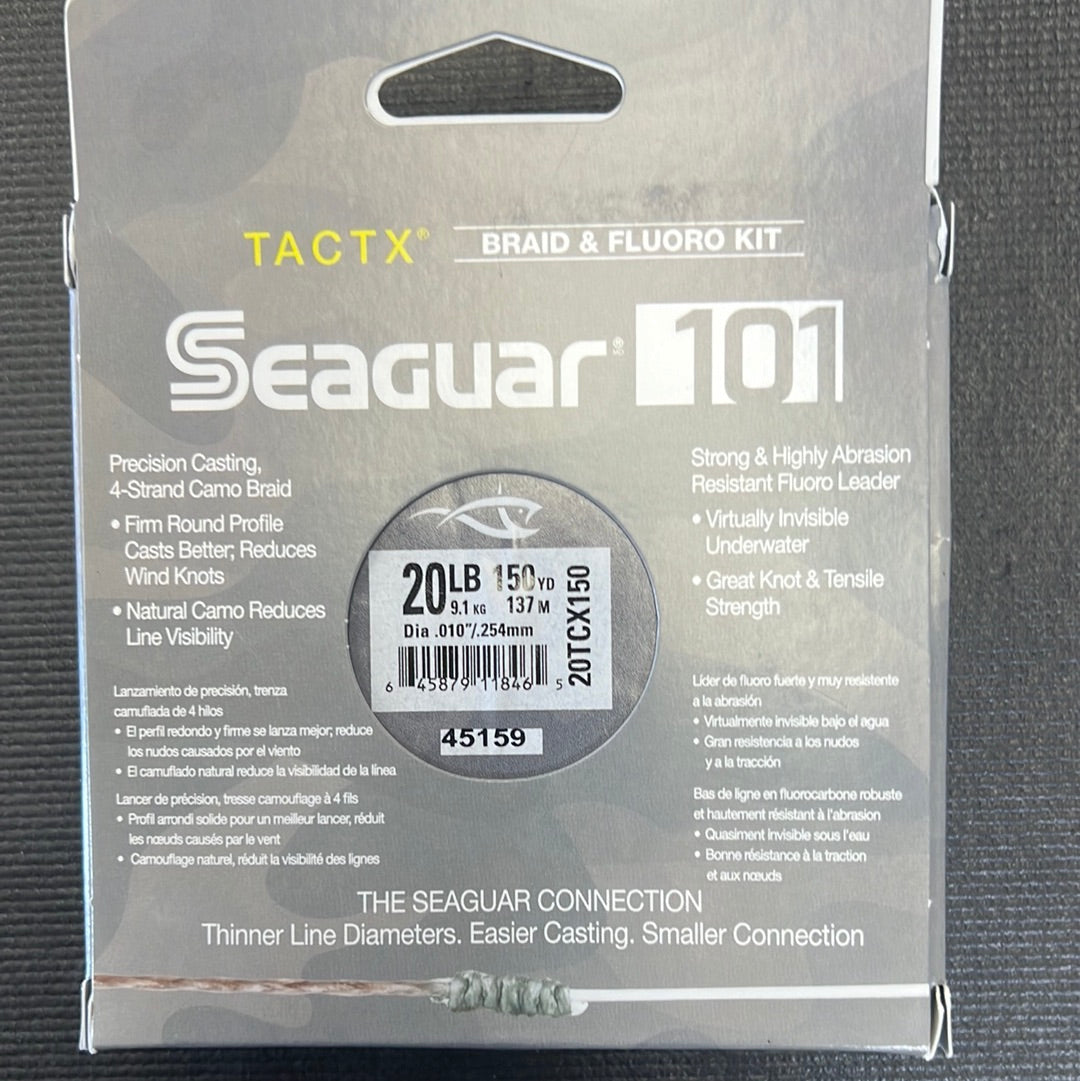 TACTX® BRAID & FLUORO KIT
SEAGUAR® 101
Precision Casting,
4-Strand Camo Braid
• Firm Round Profile
Casts Better; Reduces
Wind Knots
• Natural Camo Reduces
Line Visibility
Strong & Highly Abrasion
Resistant Fluoro Leader
• Virtually Invisible
Underwater
• Great Knot & Tensile
Strength
20LB 150YD
9.1 KG 137 M
Dia .010"/.254mm
20TCX150
6 45879 11846 5
45159
Lanzamiento de precisión, trenza
camuflada de 4 hilos
• El perfil redondo y firme se lanza mejor; reduce
los nudos causados por el viento
• El camuflado natural reduce la visibilidad de la línea
Lancer de précision, tresse camouflage à 4 fils
• Profil arrondi solide pour un meilleur lancer, réduit
les nœuds causés par le vent
• Camouflage naturel, réduit la visibilité des lignes
Líder de fluoro fuerte y muy resistente
a la abrasión
• Virtualmente invisible bajo el agua
• Gran resistencia a los nudos
y a la tracción
Bas de ligne en fluorocarbone robuste
et hautement résistant à l'abrasion
• Quasiment invisible sous l'eau
• Bonne résistance à la traction
et aux nœuds
THE SEAGUAR CONNECTION
Thinner Line Diameters. Easier Casting. Smaller Connection